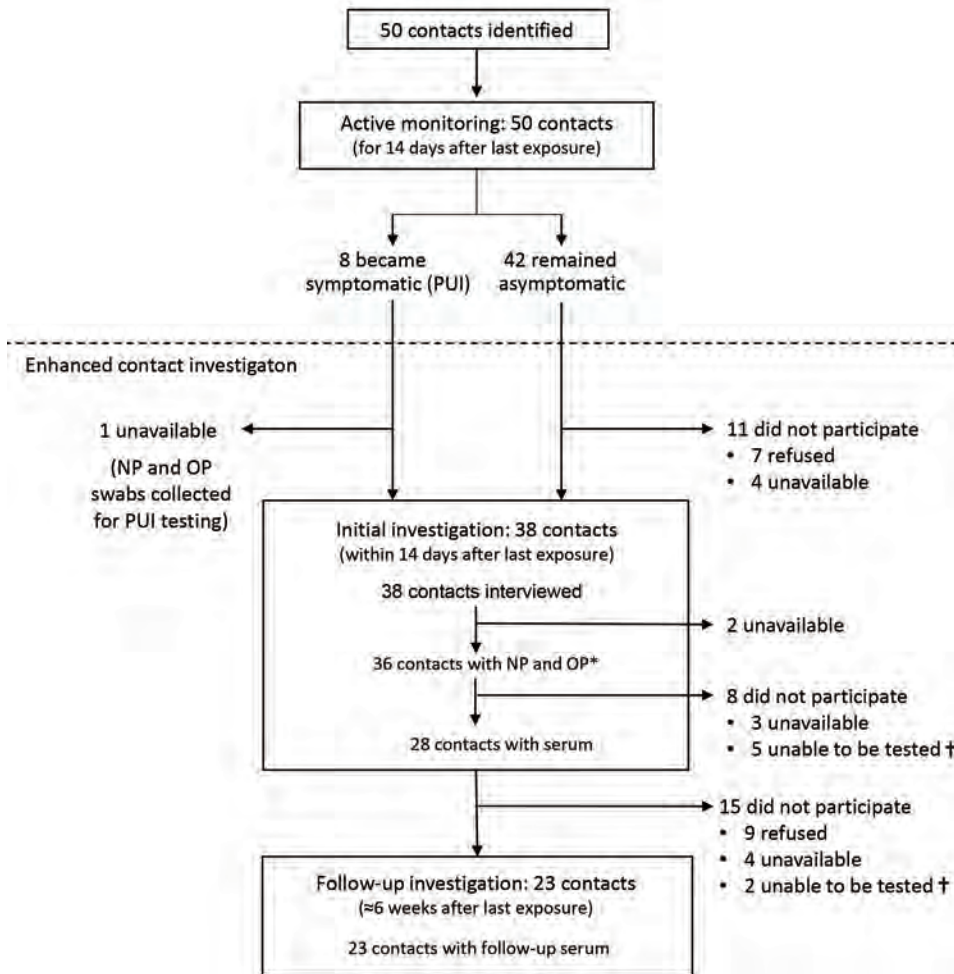 50 contacts identified
Active monitoring: 50 contacts
(for 14 days after last exposure)
8 became
symptomatic (PUI)
42 remained
asymptomatic
Enhanced contact investigaton
1 unavailable
(NP and OP
swabs collected
for PUI testing)
11 did not participate
• 7 refused
• 4 unavailable
Initial investigation: 38 contacts
(within 14 days after last exposure)
38 contacts interviewed
2 unavailable
36 contacts with NP and OP*
8 did not participate
• 3 unavailable
• 5 unable to be tested †
28 contacts with serum
15 did not participate
• 9 refused
• 4 unavailable
• 2 unable to be tested †
Follow-up investigation: 23 contacts
(≈6 weeks after last exposure)
23 contacts with follow-up serum